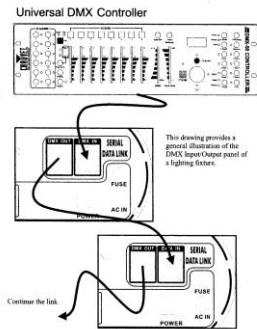 Universal DMX Controller
DMX OUT
DMX IN
SERIAL
DATA LINK
FUSE
AC IN
POWER
This drawing provides a
general illustration of the
DMX Input/Output panel of
a lighting fixture.
DMX OUT
DMX IN
SERIAL
DATA LINK
FUSE
AC IN
POWER
Continue the link